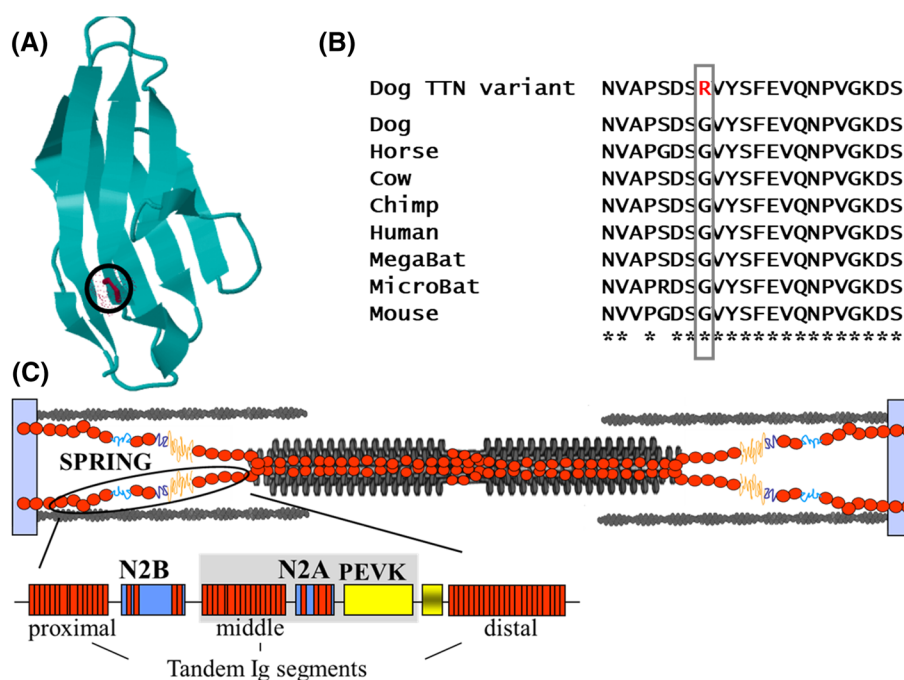 (A)
(B)
Dog TTN variant NVAPSDSRVYSFEVQNPVGKDS
Dog NVAPSDSGVYSFEVQNPVGKDS
Horse NVAPGDSGVYSFEVQNPVGKDS
Cow NVAPSDSGVYSFEVQNPVGKDS
Chimp NVAPSDSGVYSFEVQNPVGKDS
Human NVAPSDSGVYSFEVQNPVGKDS
MegaBat NVAPSDSGVYSFEVQNPVGKDS
MicroBat NVAPRDSGVYSFEVQNPVGKDS
Mouse NVVPGDSGVYSFEVQNPVGKDS
** * *****************
(C)
SPRING
N2B N2A PEVK
proximal middle distal
Tandem Ig segments